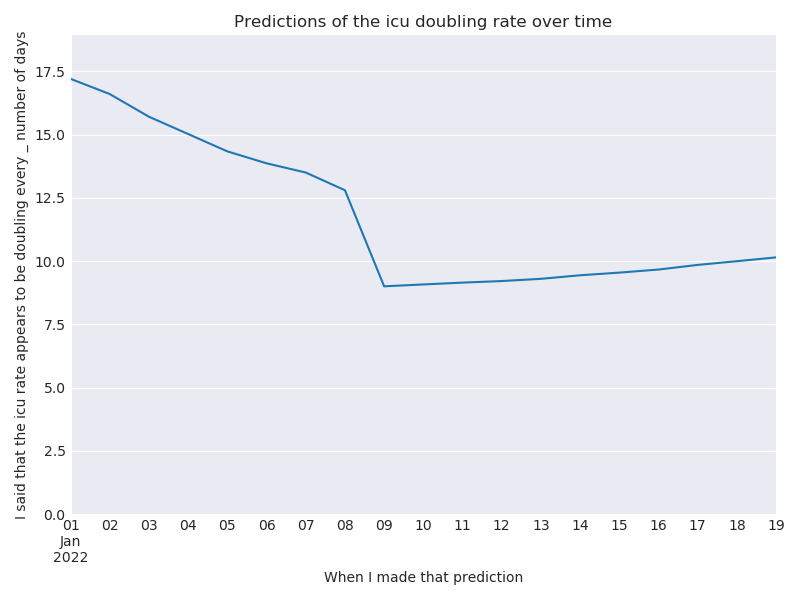 Predictions of the icu doubling rate over time
I said that the icu rate appears to be doubling every _ number of days
17.5
15.0
12.5
10.0
7.5
5.0
2.5
0.0
01 02 03 04 05 06 07 08 09 10 11 12 13 14 15 16 17 18 19
Jan
2022
When I made that prediction